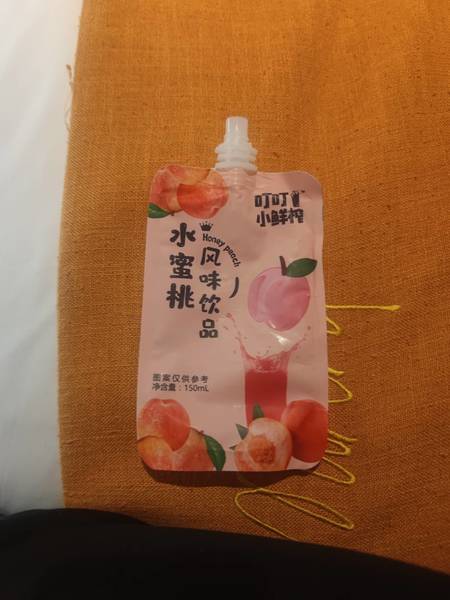 叮叮
小鲜榨
Honey peach
水蜜桃
风味饮品
图案仅供参考
净含量：150mL